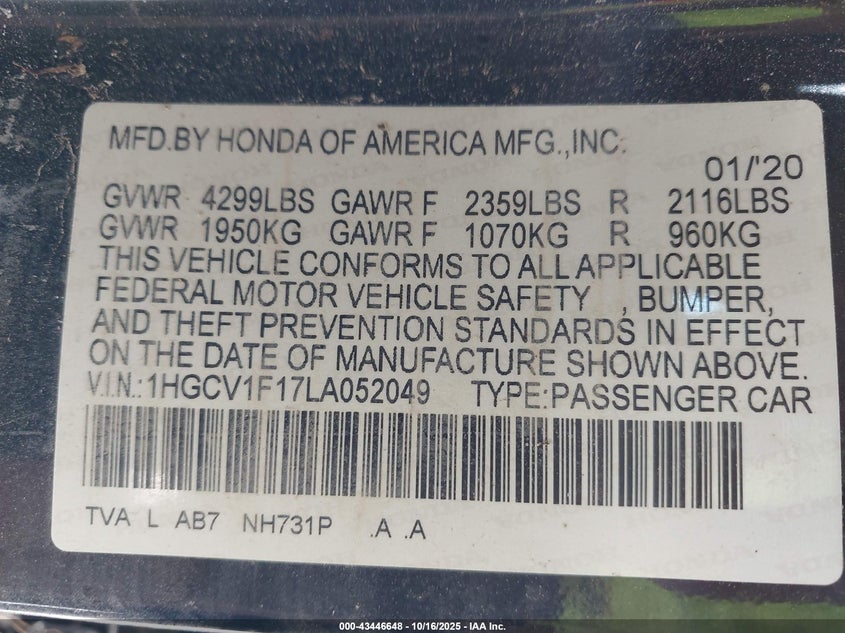 MFD.BY HONDA OF AMERICA MFG.,INC.
01/'20
GVWR 4299LBS GAWR F 2359LBS R 2116LBS
GVWR 1950KG GAWR F 1070KG R 960KG
THIS VEHICLE CONFORMS TO ALL APPLICABLE
FEDERAL MOTOR VEHICLE SAFETY , BUMPER,
AND THEFT PREVENTION STANDARDS IN EFFECT
ON THE DATE OF MANUFACTURE SHOWN ABOVE.
V.I.N.:1HGCV1F17LA052049 TYPE:PASSENGER CAR
TVA L AB7 NH731P .A .A
000-43446648 - 10/16/2025 - IAA Inc.